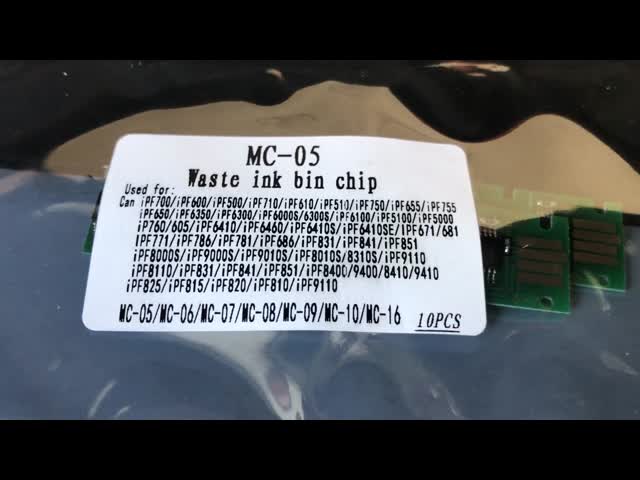 MC-05
Waste ink bin chip
Used for:
Can iPF700/iPF600/iPF500/iPF710/iPF610/iPF510/iPF750/iPF655/iPF755
iPF650/iPF6350/iPF6300/iPF6000S/6300S/iPF6100/iPF5100/iPF5000
iP760/605/iPF6410/iPF6460/iPF6410S/iPF6410SE/IPF671/681
IPF771/iPF786/iPF781/iPF686/iPF831/iPF841/iPF851
iPF8000S/iPF9000S/iPF9010S/iPF8010S/8310S/iPF9110
iPF8110/iPF831/iPF841/iPF851/iPF8400/9400/8410/9410
iPF825/iPF815/iPF820/iPF810/iPF9110
MC-05/MC-06/MC-07/MC-08/MC-09/MC-10/MC-16
10PCS